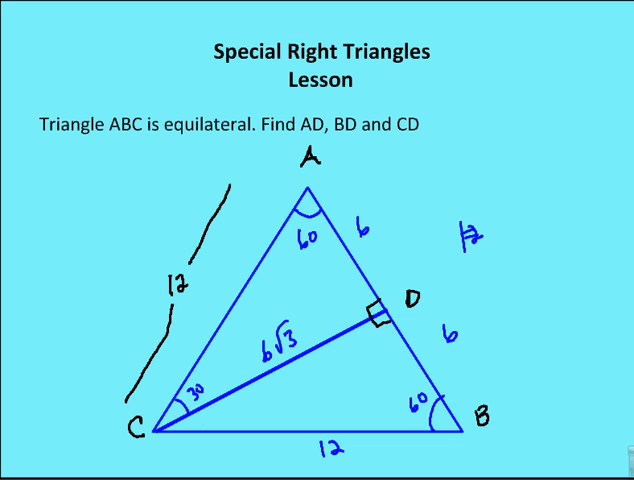 Special Right Triangles
Lesson
Triangle ABC is equilateral. Find AD, BD and CD
A
60
6
12
12
D
6√3
6
30
60
C
B
12